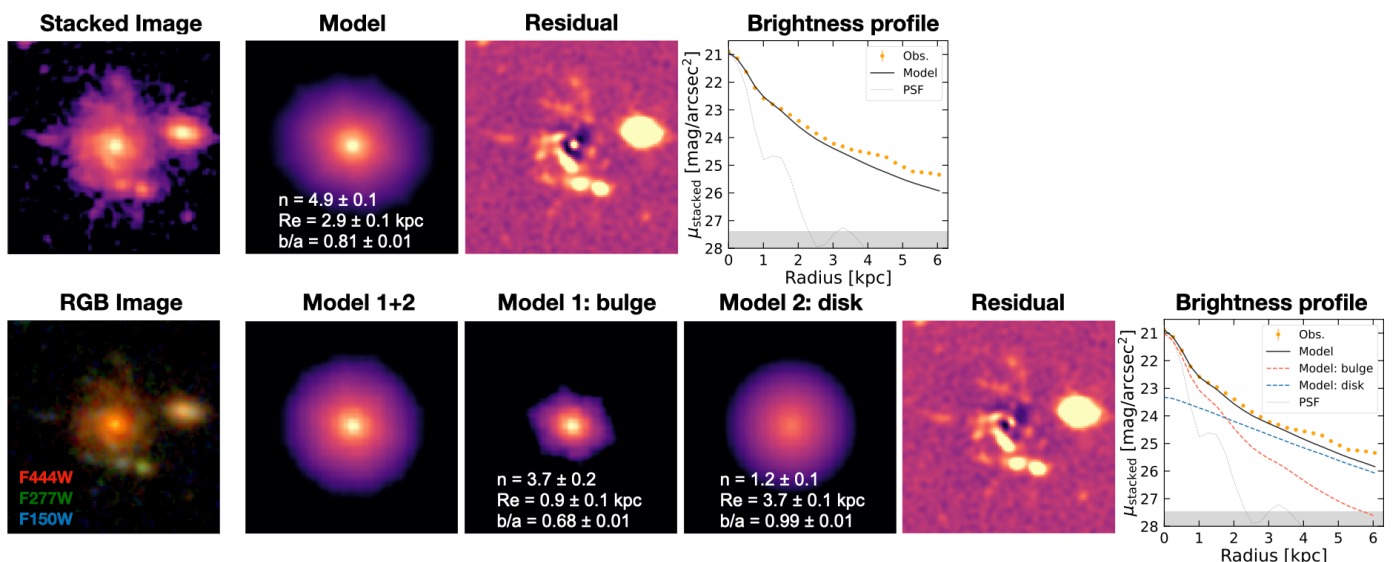 Stacked Image
Model
Residual
Brightness profile
n = 4.9 ± 0.1
Re = 2.9 ± 0.1 kpc
b/a = 0.81 ± 0.01
μstacked [mag/arcsec²]
21
22
23
24
25
26
27
28
Obs.
Model
PSF
0 1 2 3 4 5 6
Radius [kpc]
RGB Image
Model 1+2
Model 1: bulge
Model 2: disk
Residual
Brightness profile
F444W
F277W
F150W
n = 3.7 ± 0.2
Re = 0.9 ± 0.1 kpc
b/a = 0.68 ± 0.01
n = 1.2 ± 0.1
Re = 3.7 ± 0.1 kpc
b/a = 0.99 ± 0.01
μstacked [mag/arcsec²]
21
22
23
24
25
26
27
28
Obs.
Model
Model: bulge
Model: disk
PSF
0 1 2 3 4 5 6
Radius [kpc]